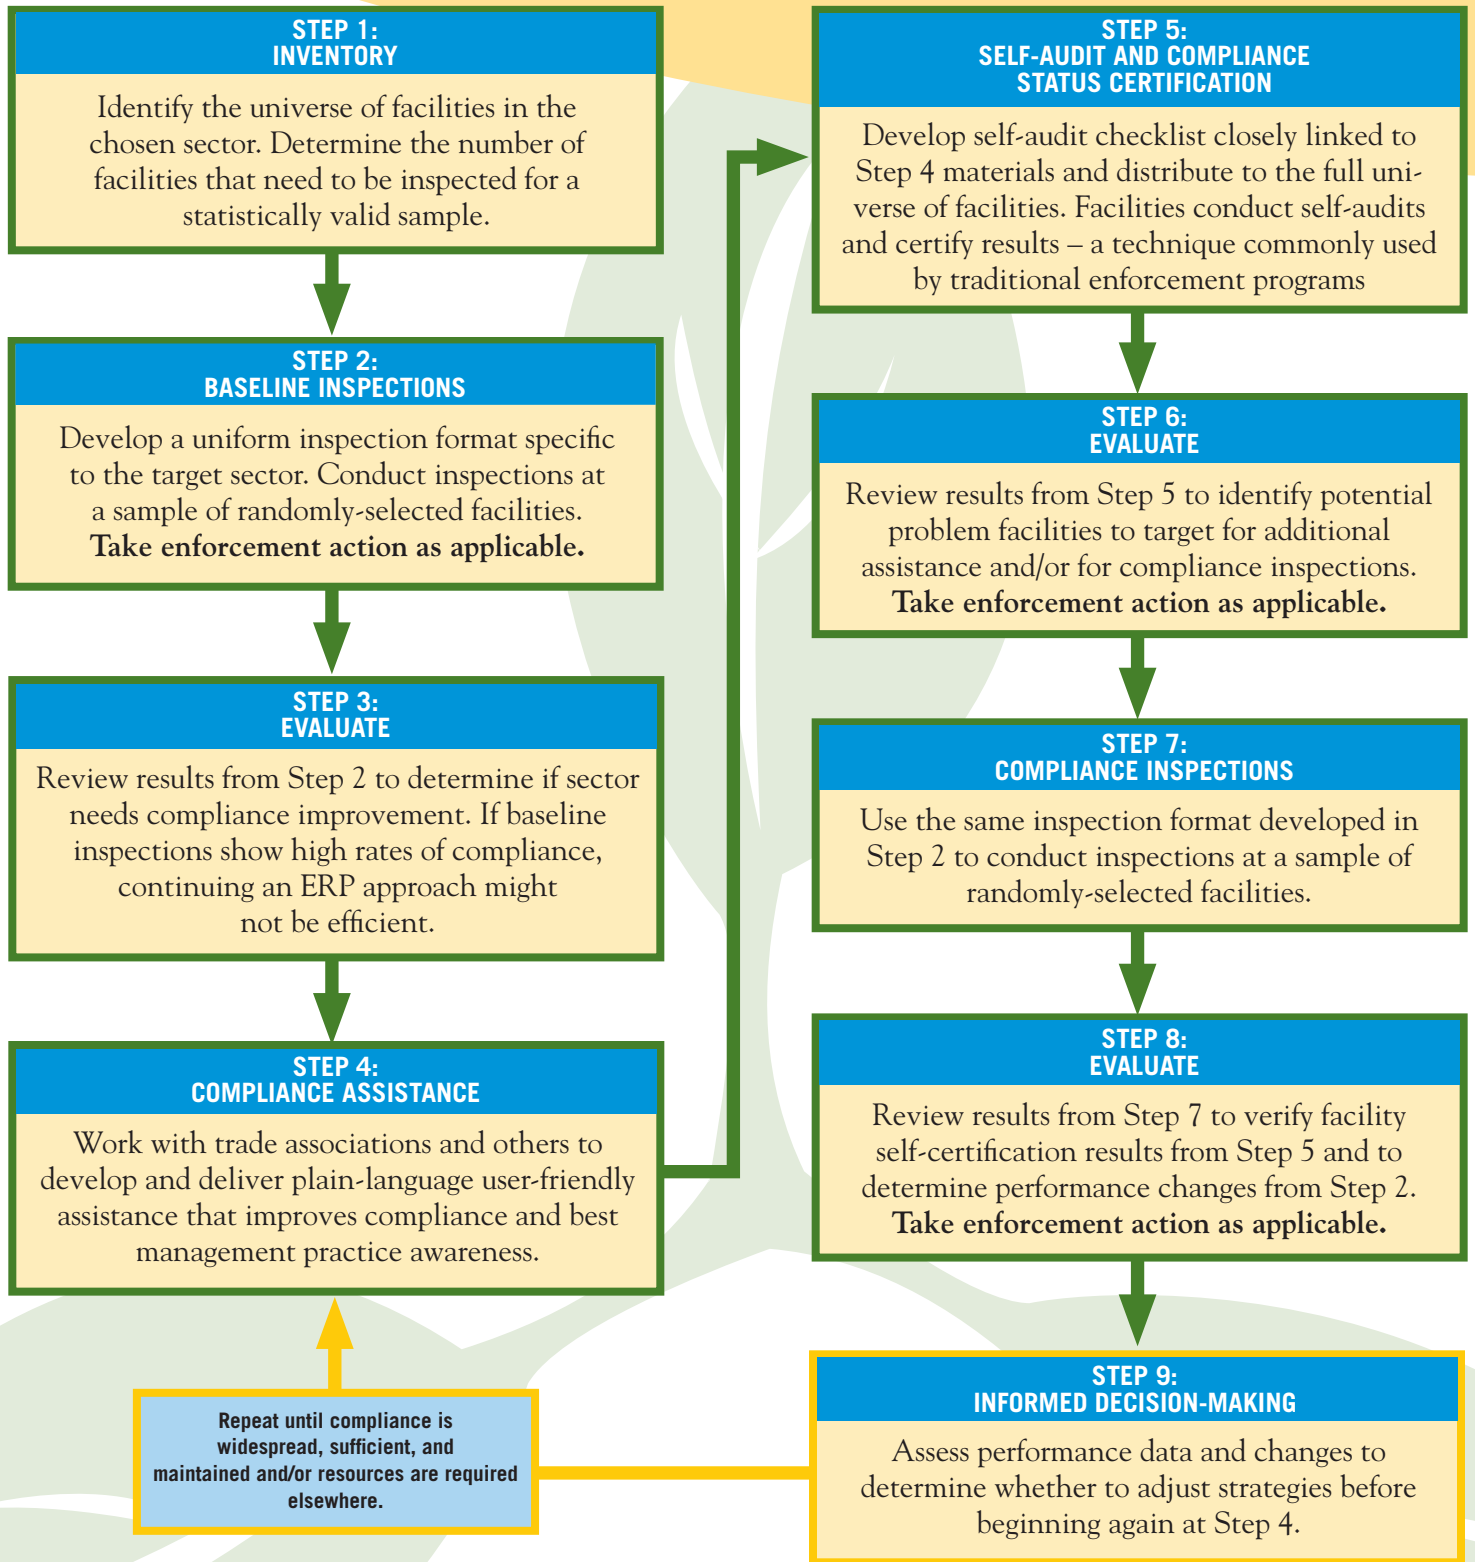 STEP 1:
INVENTORY
Identify the universe of facilities in the
chosen sector. Determine the number of
facilities that need to be inspected for a
statistically valid sample.
STEP 2:
BASELINE INSPECTIONS
Develop a uniform inspection format specific
to the target sector. Conduct inspections at
a sample of randomly-selected facilities.
Take enforcement action as applicable.
STEP 3:
EVALUATE
Review results from Step 2 to determine if sector
needs compliance improvement. If baseline
inspections show high rates of compliance,
continuing an ERP approach might
not be efficient.
STEP 4:
COMPLIANCE ASSISTANCE
Work with trade associations and others to
develop and deliver plain-language user-friendly
assistance that improves compliance and best
management practice awareness.
Repeat until compliance is
widespread, sufficient, and
maintained and/or resources are required
elsewhere.
STEP 5:
SELF-AUDIT AND COMPLIANCE
STATUS CERTIFICATION
Develop self-audit checklist closely linked to
Step 4 materials and distribute to the full uni-
verse of facilities. Facilities conduct self-audits
and certify results – a technique commonly used
by traditional enforcement programs
STEP 6:
EVALUATE
Review results from Step 5 to identify potential
problem facilities to target for additional
assistance and/or for compliance inspections.
Take enforcement action as applicable.
STEP 7:
COMPLIANCE INSPECTIONS
Use the same inspection format developed in
Step 2 to conduct inspections at a sample of
randomly-selected facilities.
STEP 8:
EVALUATE
Review results from Step 7 to verify facility
self-certification results from Step 5 and to
determine performance changes from Step 2.
Take enforcement action as applicable.
STEP 9:
INFORMED DECISION-MAKING
Assess performance data and changes to
determine whether to adjust strategies before
beginning again at Step 4.